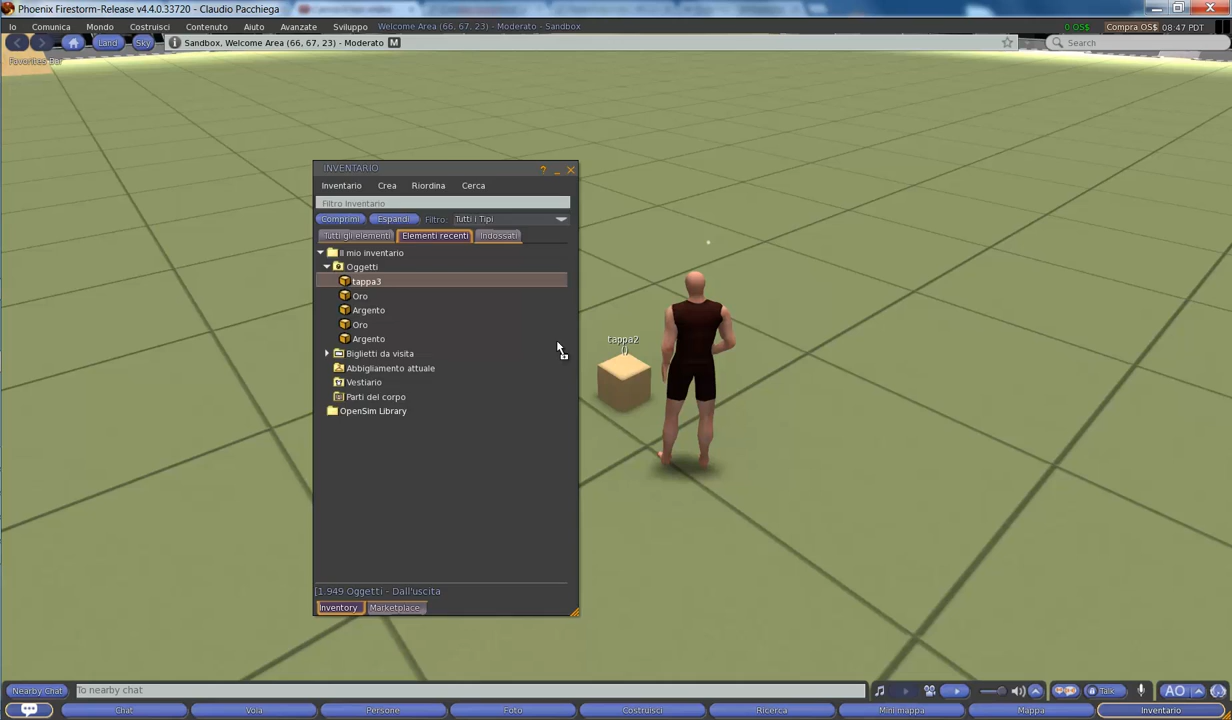 Phoenix Firestorm-Release v4.4.0.33720 - Claudio Pacchiega
Io Comunica Mondo Costruisci Contenuto Aiuto Avanzate Sviluppo Welcome Area (66, 67, 23) - Moderato - Sandbox 0 OS$ Compra OS$ 08:47 PDT
Land Sky Sandbox, Welcome Area (66, 67, 23) - Moderato M Search
Favorites Bar
INVENTARIO
Inventario Crea Riordina Cerca
Filtro Inventario
Comprimi Espandi Filtro: Tutti i Tipi
Tutti gli elementi Elementi recenti Indossati
Il mio inventario
Oggetti
tappa3
Oro
Argento
Oro
Argento
Biglietti da visita
Abbigliamento attuale
Vestiario
Parti del corpo
OpenSim Library
tappa2
()
[1.949 Oggetti - Dall'uscita
Inventory Marketplace
Nearby Chat To nearby chat Talk AO
Chat Vola Persone Foto Costruisci Ricerca Mini mappa Mappa Inventario